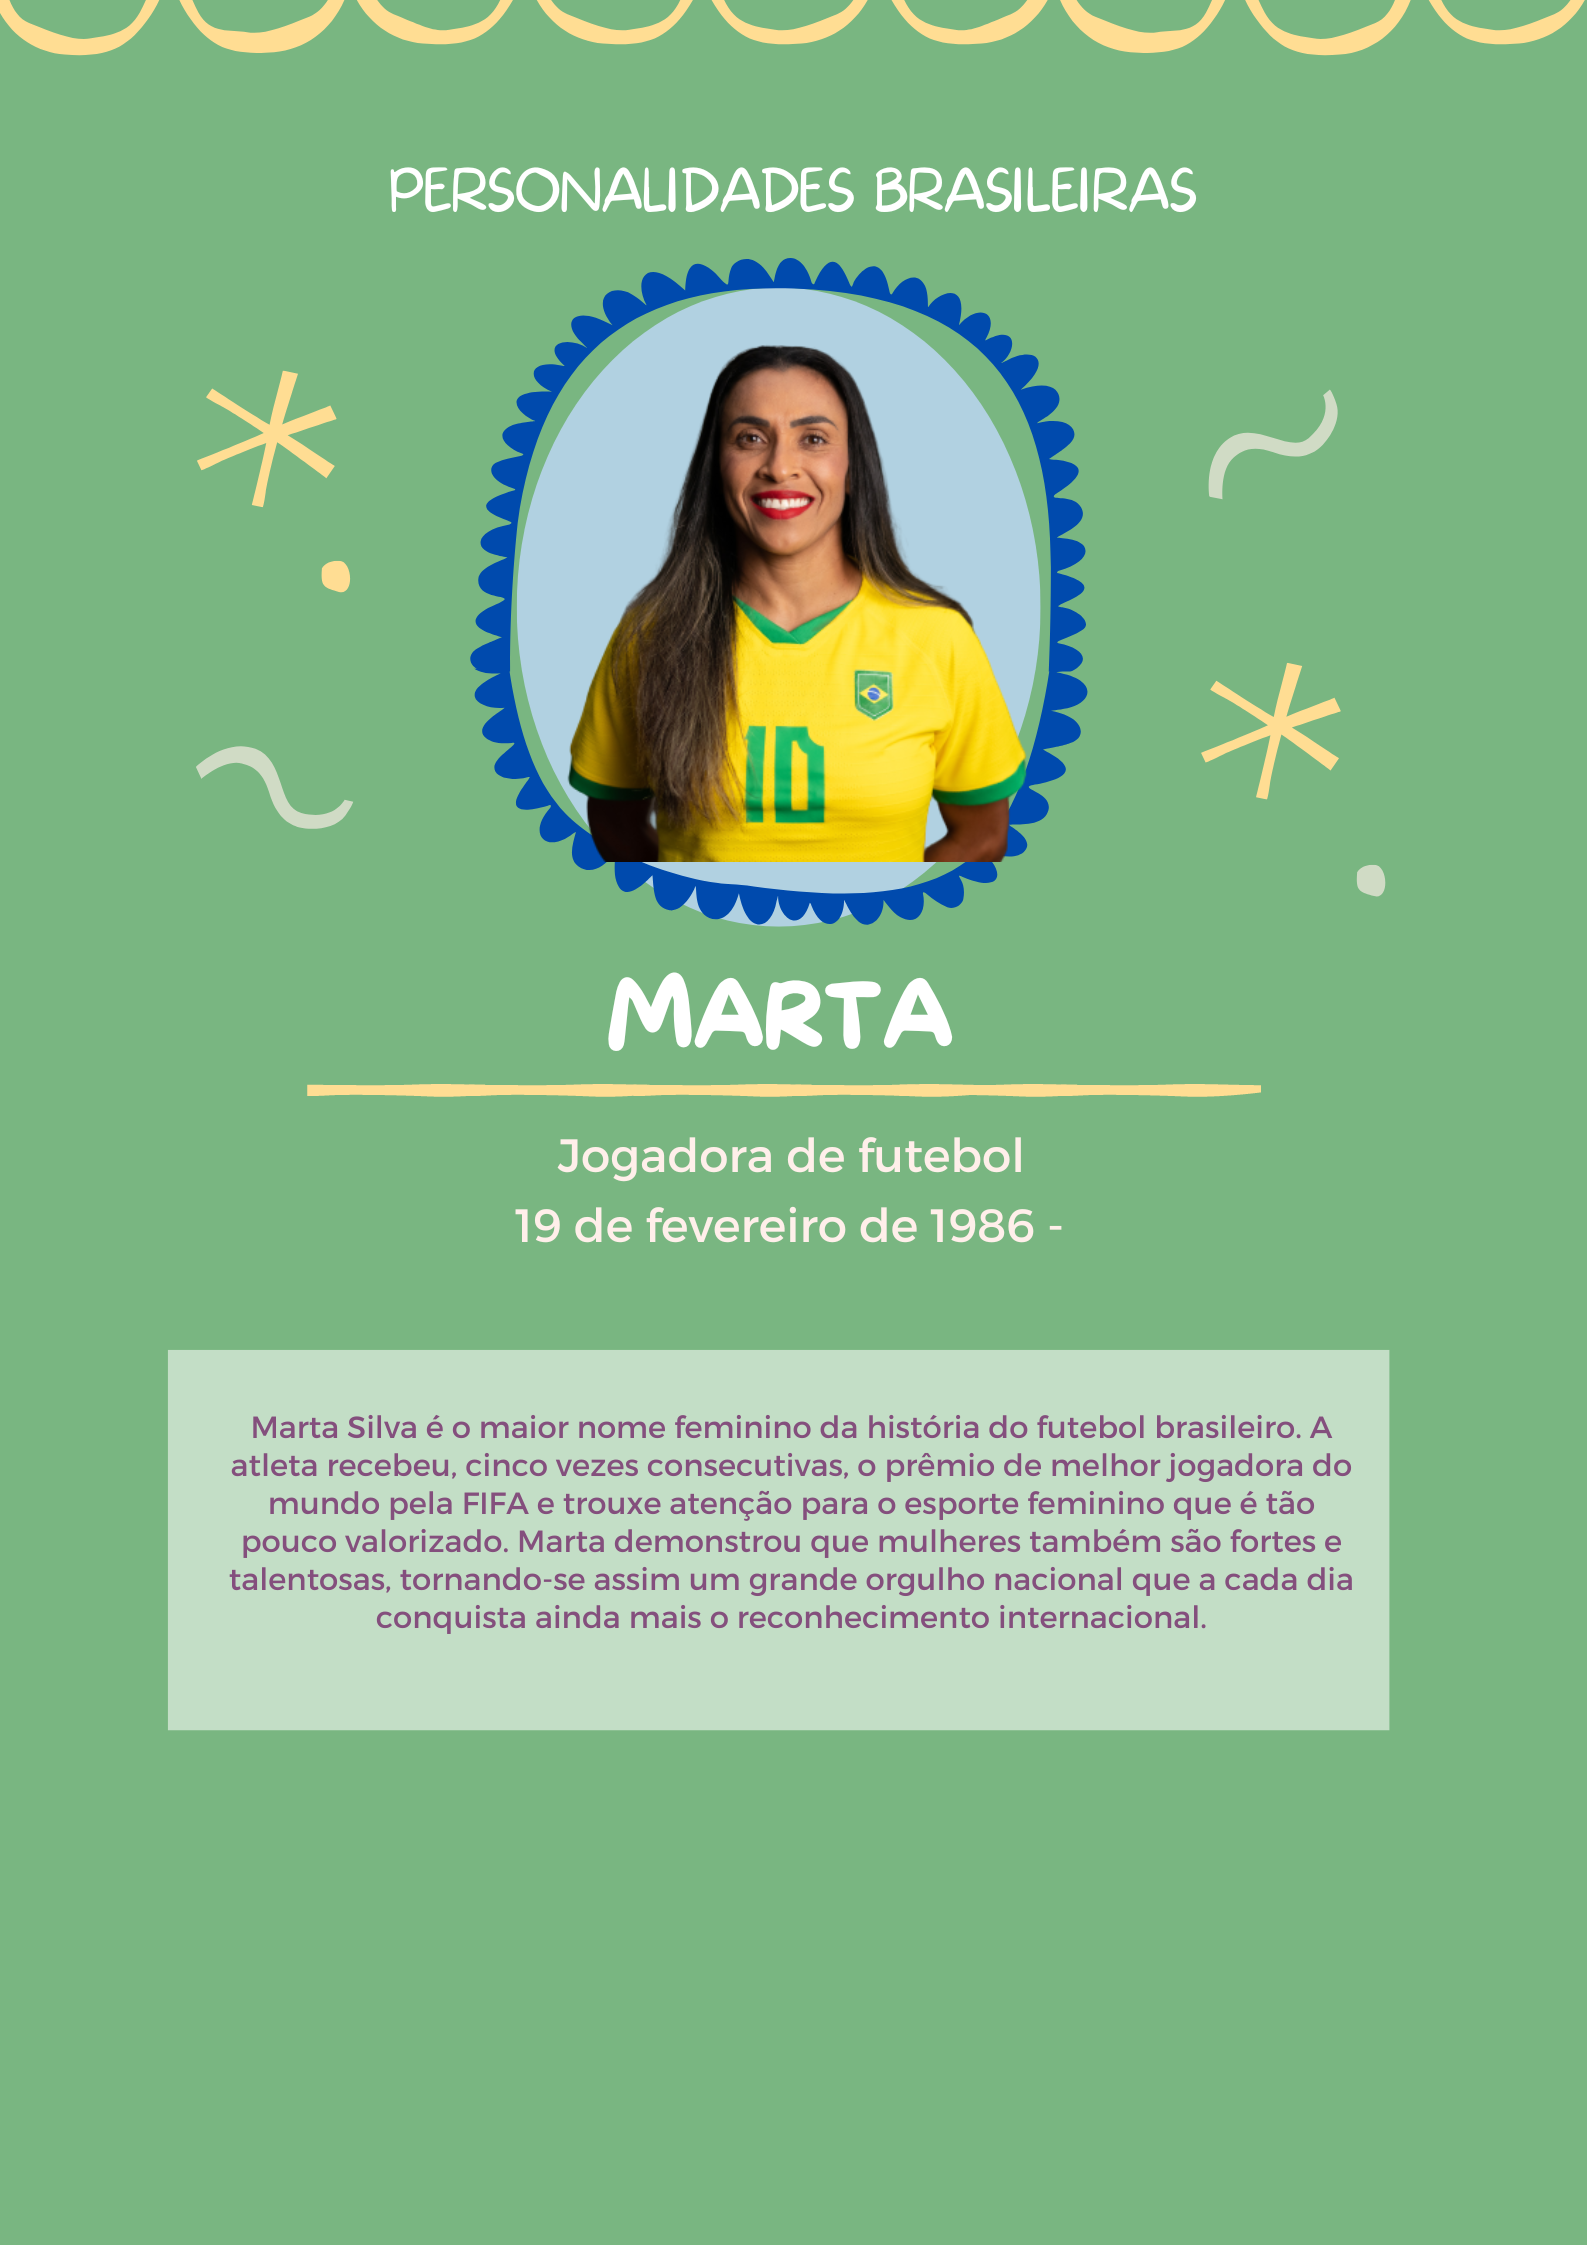 PERSONALIDADES BRASILEIRAS
10
MARTA
Jogadora de futebol
19 de fevereiro de 1986 -
Marta Silva é o maior nome feminino da história do futebol brasileiro. A
atleta recebeu, cinco vezes consecutivas, o prêmio de melhor jogadora do
mundo pela FIFA e trouxe atenção para o esporte feminino que é tão
pouco valorizado. Marta demonstrou que mulheres também são fortes e
talentosas, tornando-se assim um grande orgulho nacional que a cada dia
conquista ainda mais o reconhecimento internacional.